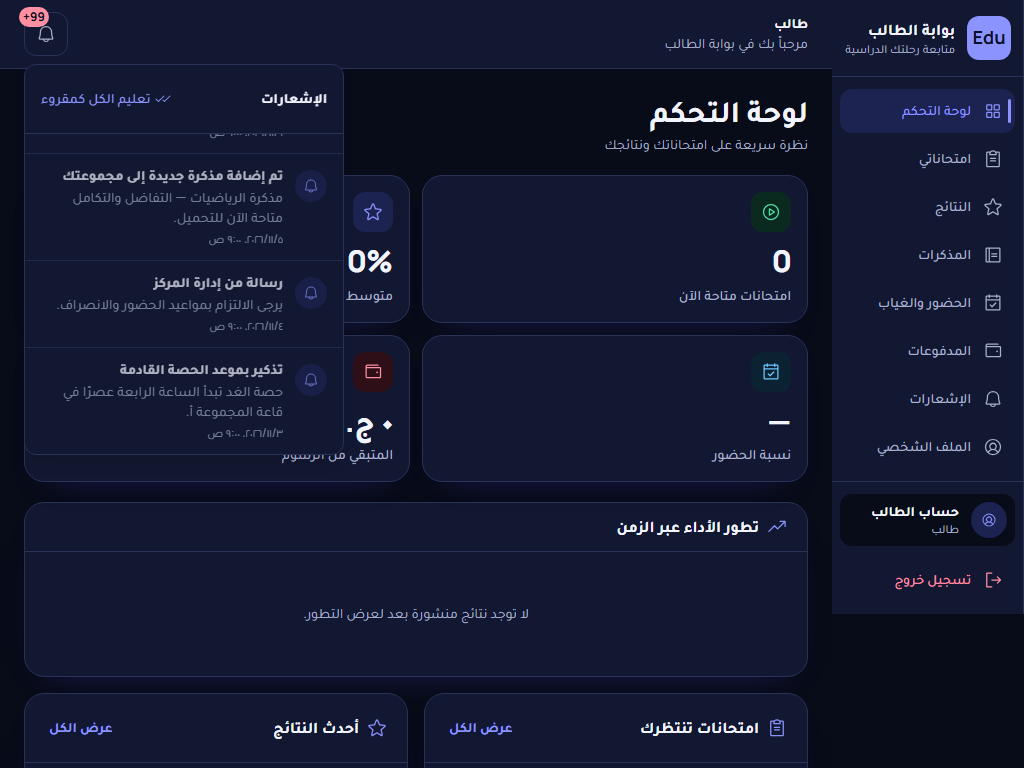 Edu
بوابة الطالب
متابعة رحلتك الدراسية
لوحة التحكم
امتحاناتي
النتائج
المذكرات
الحضور والغياب
المدفوعات
الإشعارات
الملف الشخصي
حساب الطالب
طالب
تسجيل خروج
طالب
مرحباً بك في بوابة الطالب
99+
الإشعارات
تعليم الكل كمقروء
تم إضافة مذكرة جديدة إلى مجموعتك
مذكرة الرياضيات — التفاضل والتكامل
متاحة الآن للتحميل.
٥‏/١١‏/٢٠٢٦، ٩:٠٠ ص
رسالة من إدارة المركز
يرجى الالتزام بمواعيد الحضور والانصراف.
٤‏/١١‏/٢٠٢٦، ٩:٠٠ ص
تذكير بموعد الحصة القادمة
حصة الغد تبدأ الساعة الرابعة عصرًا في
قاعة المجموعة أ.
٣‏/١١‏/٢٠٢٦، ٩:٠٠ ص
لوحة التحكم
نظرة سريعة على امتحاناتك ونتائجك
0
امتحانات متاحة الآن
0%
متوسط
—
نسبة الحضور
٠ ج.
المتبقي من الرسوم
تطور الأداء عبر الزمن
لا توجد نتائج منشورة بعد لعرض التطور.
امتحانات تنتظرك
عرض الكل
أحدث النتائج
عرض الكل